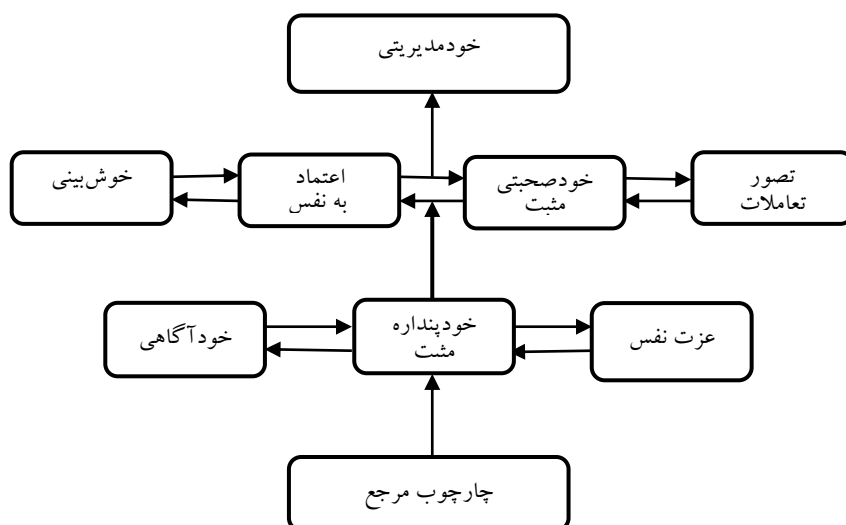 خودمدیریتی
تصور
تعاملات
خودصحبتی
مثبت
اعتماد
به نفس
خوش‌بینی
عزت نفس
خودپنداره
مثبت
خودآگاهی
چارچوب مرجع